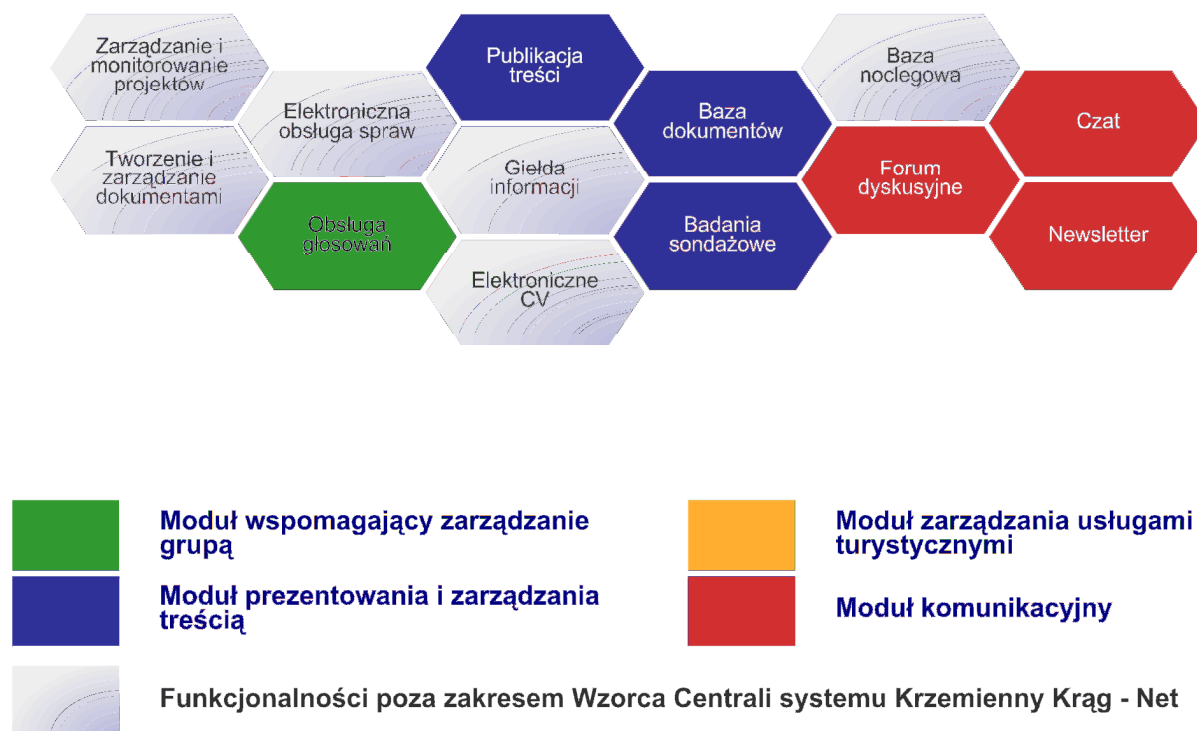 Zarządzanie i
monitorowanie
projektów
Publikacja
treści
Baza
noclegowa
Elektroniczna
obsługa spraw
Baza
dokumentów
Czat
Tworzenie i
zarządzanie
dokumentami
Giełda
informacji
Forum
dyskusyjne
Obsługa
głosowań
Badania
sondażowe
Newsletter
Elektroniczne
CV
Moduł wspomagający zarządzanie
grupą
Moduł zarządzania usługami
turystycznymi
Moduł prezentowania i zarządzania
treścią
Moduł komunikacyjny
Funkcjonalności poza zakresem Wzorca Centrali systemu Krzemienny Krąg - Net